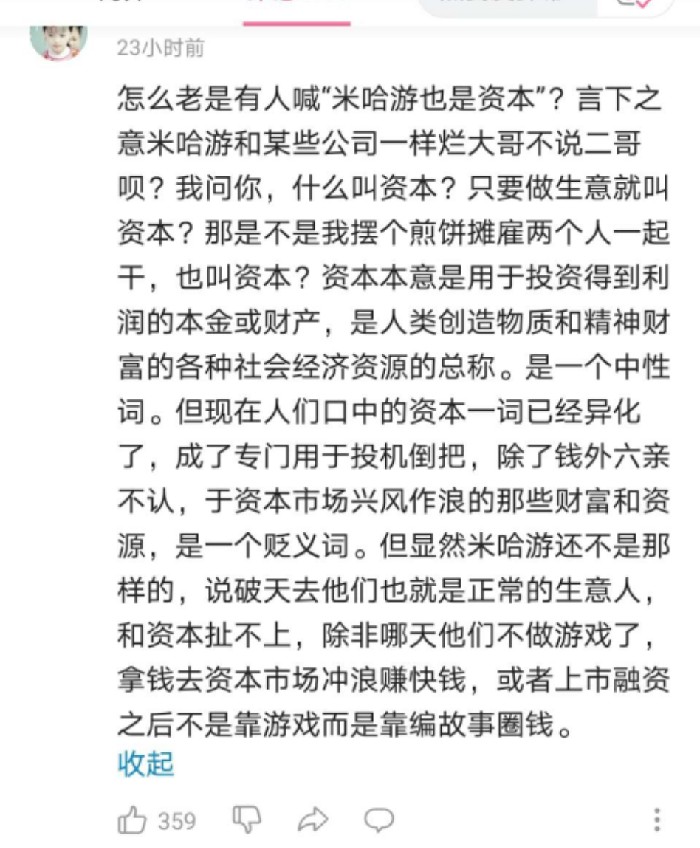 23小时前
怎么老是有人喊“米哈游也是资本”？言下之
意米哈游和某些公司一样烂大哥不说二哥
呗？我问你，什么叫资本？只要做生意就叫
资本？那是不是我摆个煎饼摊雇两个人一起
干，也叫资本？资本本意是用于投资得到利
润的本金或财产，是人类创造物质和精神财
富的各种社会经济资源的总称。是一个中性
词。但现在人们口中的资本一词已经异化
了，成了专门用于投机倒把，除了钱外六亲
不认，于资本市场兴风作浪的那些财富和资
源，是一个贬义词。但显然米哈游还不是那
样的，说破天去他们也就是正常的生意人，
和资本扯不上，除非哪天他们不做游戏了，
拿钱去资本市场冲浪赚快钱，或者上市融资
之后不是靠游戏而是靠编故事圈钱。
收起
359